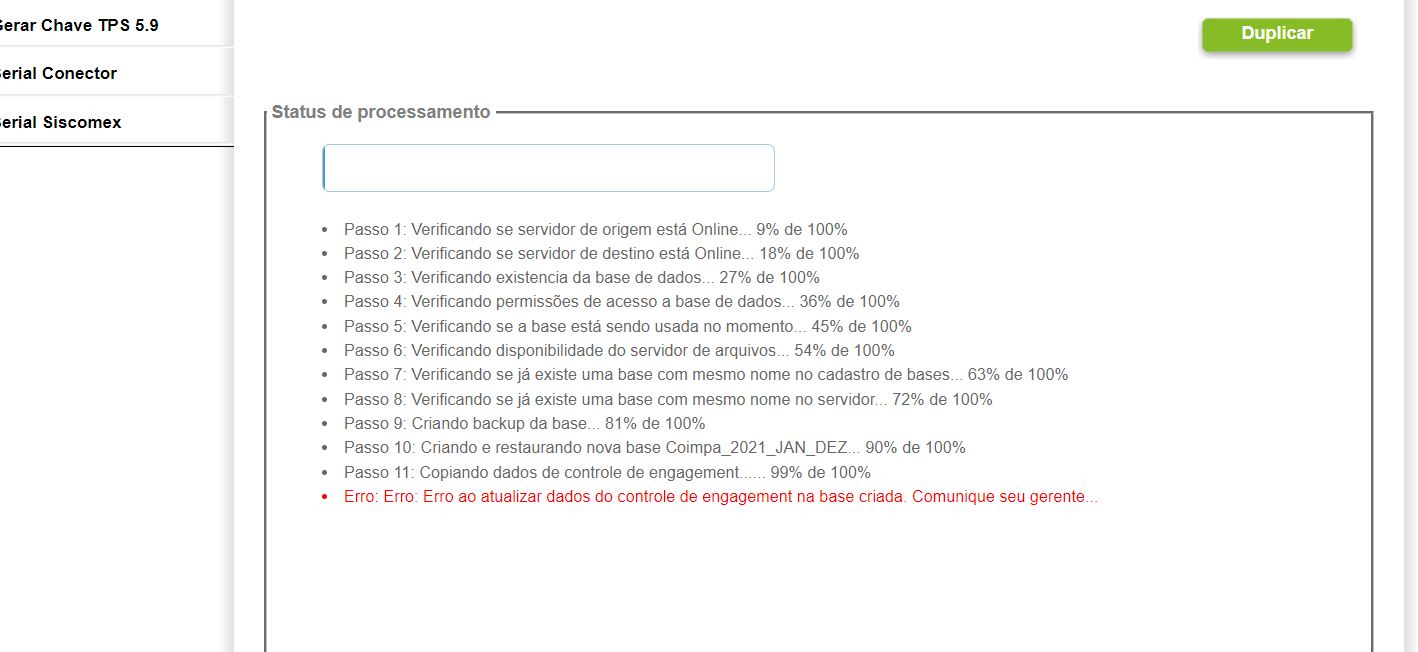 Gerar Chave TPS 5.9
Serial Conector
Serial Siscomex
Duplicar
Status de processamento
Passo 1: Verificando se servidor de origem está Online... 9% de 100%
Passo 2: Verificando se servidor de destino está Online... 18% de 100%
Passo 3: Verificando existencia da base de dados... 27% de 100%
Passo 4: Verificando permissões de acesso a base de dados... 36% de 100%
Passo 5: Verificando se a base está sendo usada no momento... 45% de 100%
Passo 6: Verificando disponibilidade do servidor de arquivos... 54% de 100%
Passo 7: Verificando se já existe uma base com mesmo nome no cadastro de bases... 63% de 100%
Passo 8: Verificando se já existe uma base com mesmo nome no servidor... 72% de 100%
Passo 9: Criando backup da base... 81% de 100%
Passo 10: Criando e restaurando nova base Coimpa_2021_JAN_DEZ... 90% de 100%
Passo 11: Copiando dados de controle de engagement...... 99% de 100%
Erro: Erro: Erro ao atualizar dados do controle de engagement na base criada. Comunique seu gerente...